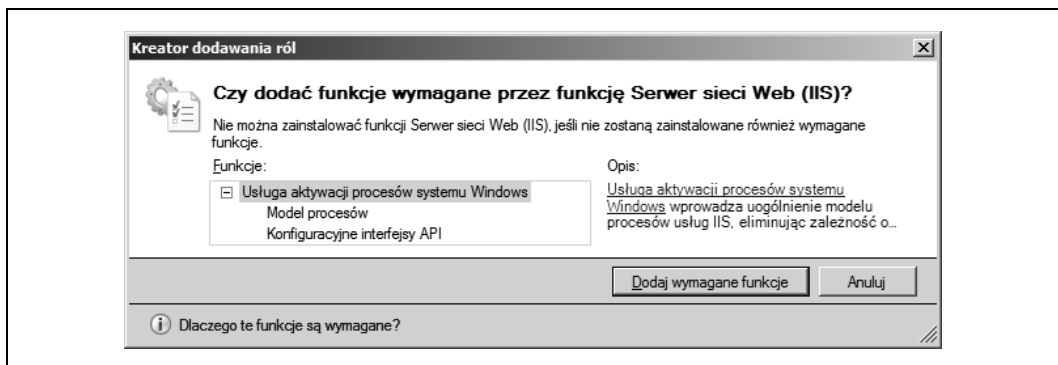 Kreator dodawania ról
Czy dodać funkcje wymagane przez funkcję Serwer sieci Web (IIS)?
Nie można zainstalować funkcji Serwer sieci Web (IIS), jeśli nie zostaną zainstalowane również wymagane
funkcje.
Funkcje:
Usługa aktywacji procesów systemu Windows
Model procesów
Konfiguracyjne interfejsy API
Opis:
Usługa aktywacji procesów systemu
Windows wprowadza uogólnienie modelu
procesów usług IIS, eliminując zależność o...
Dodaj wymagane funkcje
Anuluj
Dlaczego te funkcje są wymagane?